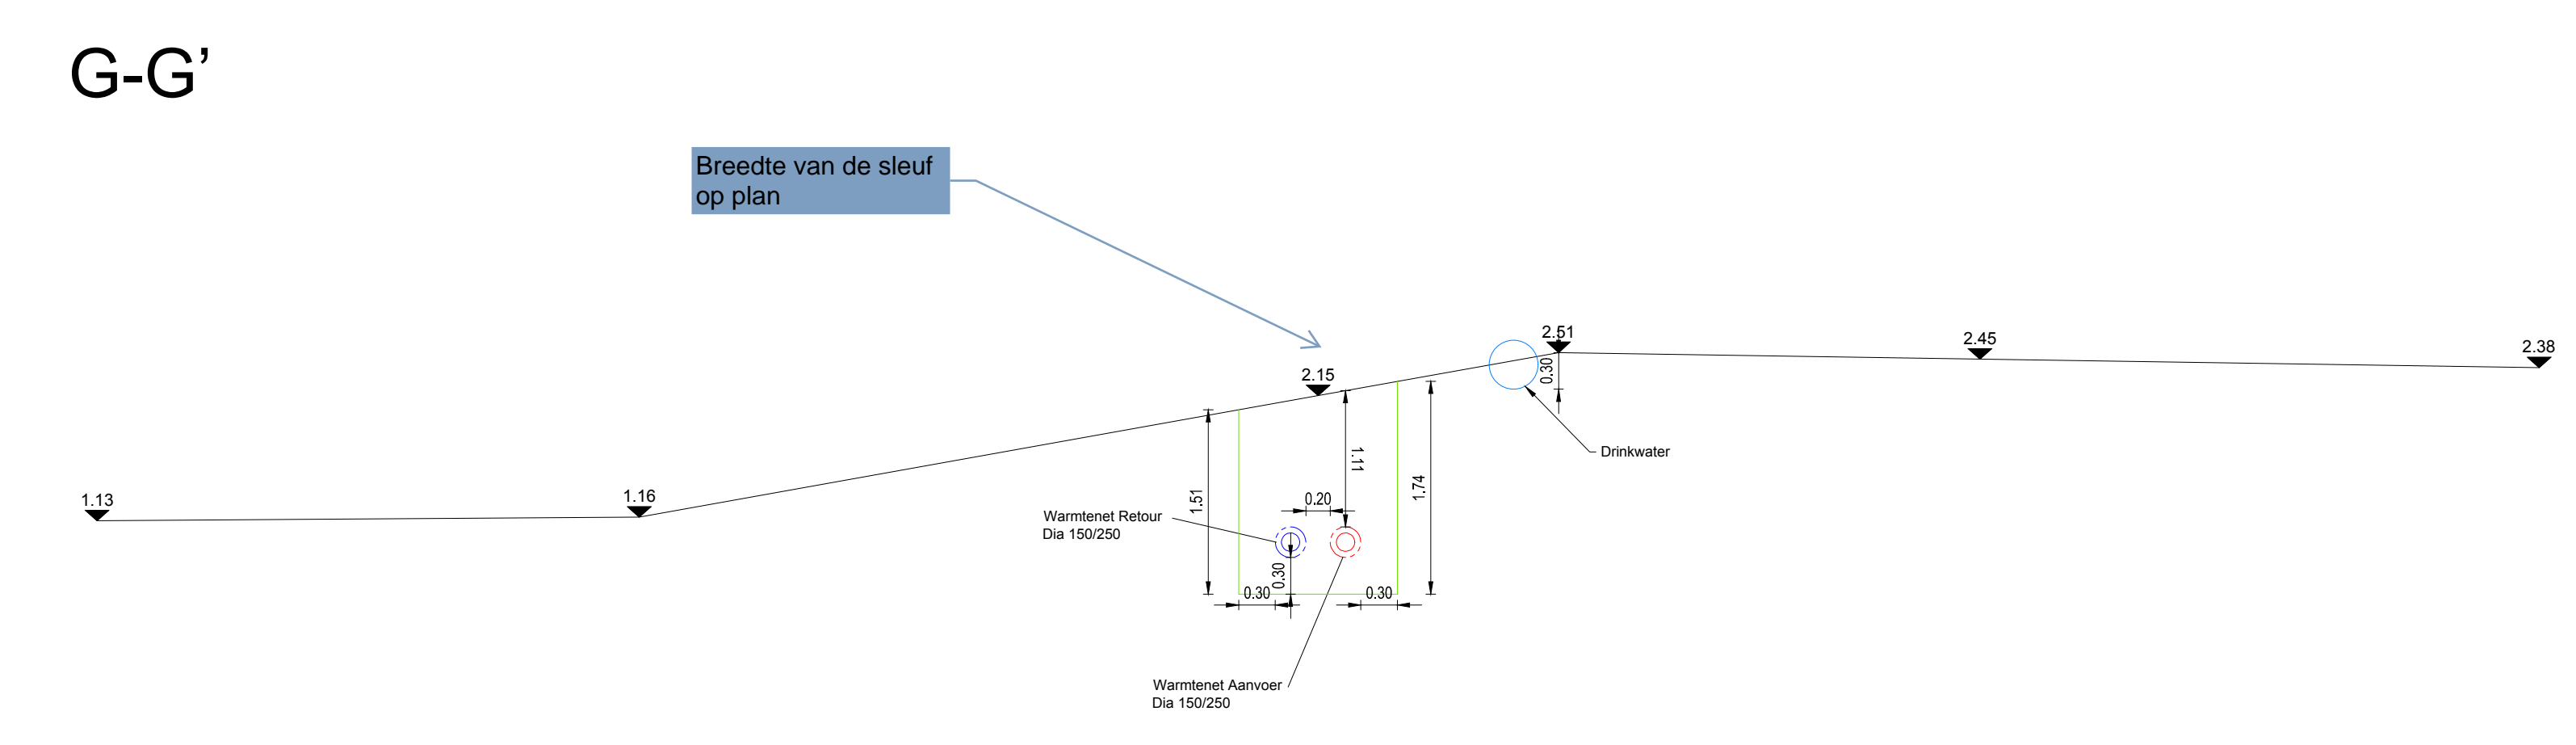 G-G’
Breedte van de sleuf
op plan
2.51
2.45
2.38
0.30
2.15
Drinkwater
1.11
1.74
1.13
1.16
1.51
0.20
Warmtenet Retour
Dia 150/250
0.30
0.30
0.30
Warmtenet Aanvoer
Dia 150/250